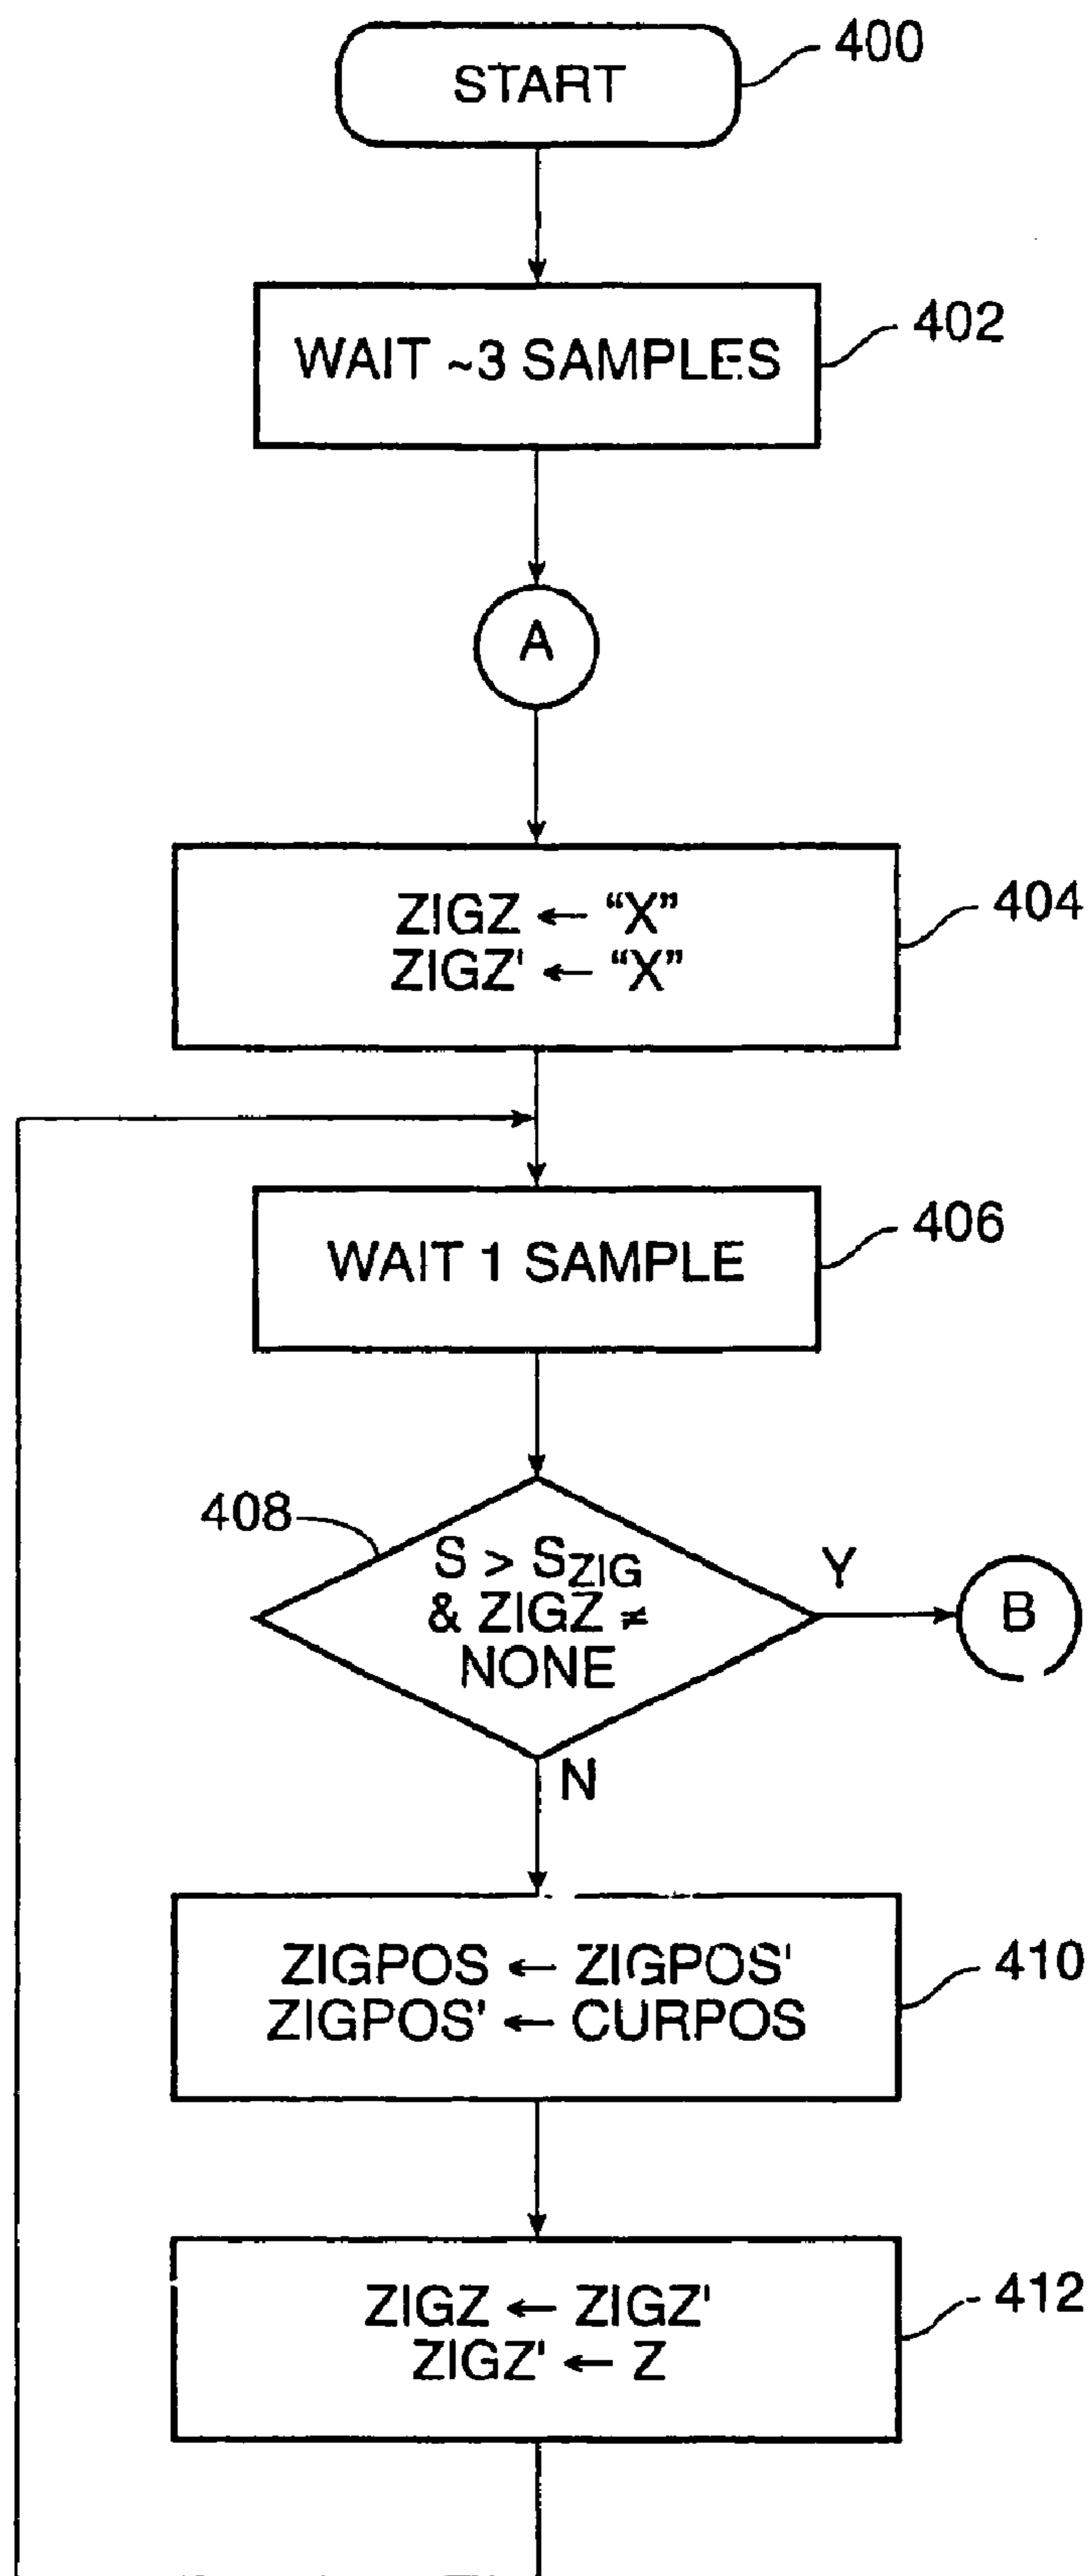 START
400
WAIT ~3 SAMPLES
402
A
ZIGZ ← “X”
ZIGZ' ← “X”
404
WAIT 1 SAMPLE
406
408
S > SZIG
& ZIGZ ≠
NONE
Y
B
N
ZIGPOS ← ZIGPOS'
ZIGPOS' ← CURPOS
410
ZIGZ ← ZIGZ'
ZIGZ' ← Z
412